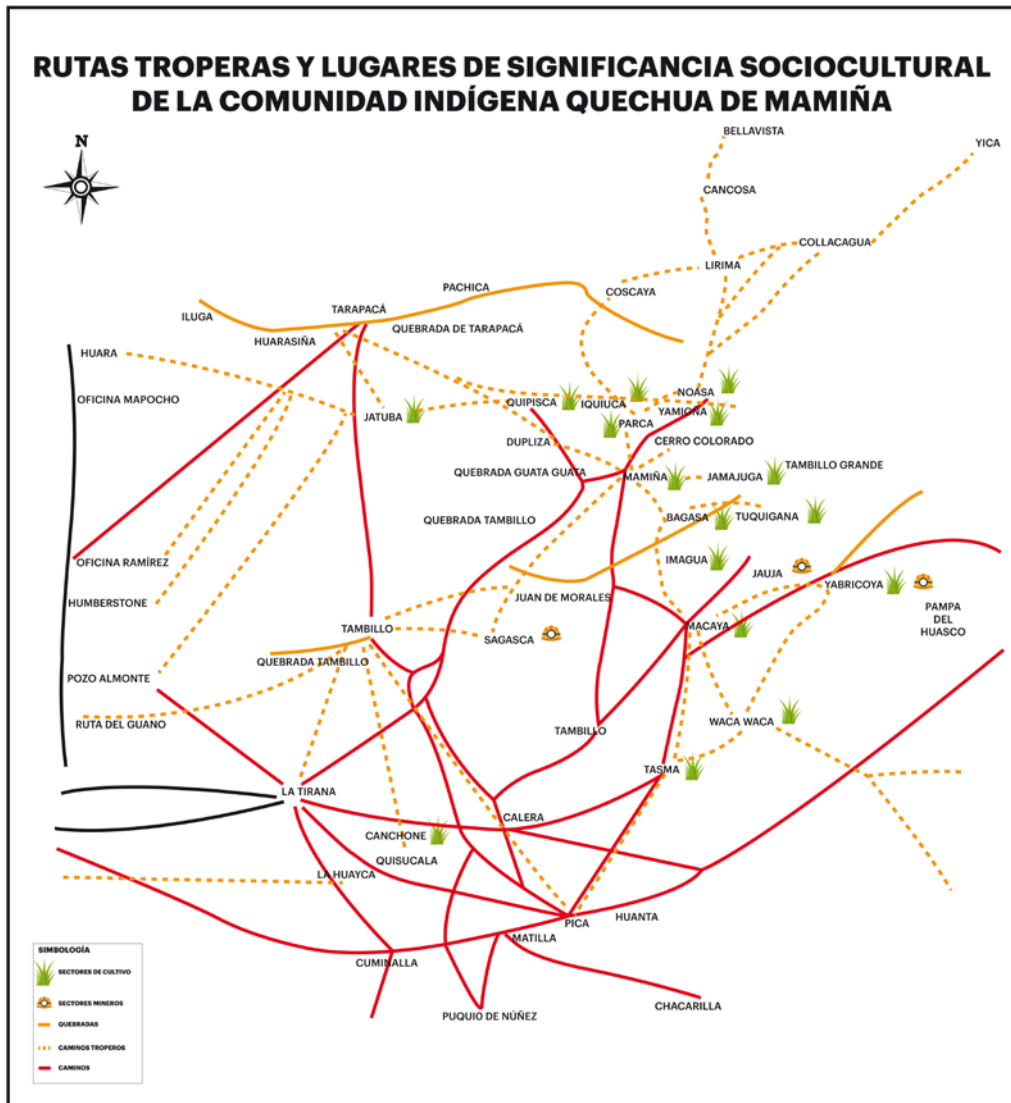 RUTAS TROPERAS Y LUGARES DE SIGNIFICANCIA SOCIOCULTURAL
DE LA COMUNIDAD INDÍGENA QUECHUA DE MAMIÑA
N
BELLAVISTA
YICA
CANCOSA
COLLACAGUA
LIRIMA
COSCAYA
PACHICA
TARAPACÁ
ILUGA
HUARASIÑA
QUEBRADA DE TARAPACÁ
HUARA
OFICINA MAPOCHO
JATUBA
QUIPISCA
IQUIUCA
NOASA
YAMIQÑA
PARCA
DUPLIZA
CERRO COLORADO
QUEBRADA GUATA GUATA
MAMIÑA
JAMAJUGA
TAMBILLO GRANDE
QUEBRADA TAMBILLO
BAGASA
TUQUIGANA
OFICINA RAMÍREZ
IMAGUA
JAUJA
YABRICOYA
HUMBERSTONE
JUAN DE MORALES
PAMPA
DEL
HUASCO
TAMBILLO
SAGASCA
MACAYA
QUEBRADA TAMBILLO
POZO ALMONTE
RUTA DEL GUANO
TAMBILLO
WACA WACA
TASMA
LA TIRANA
CALERA
CANCHONE
QUISUCALA
LA HUAYCA
PICA
HUANTA
MATILLA
CUMINALLA
CHACARILLA
PUQUIO DE NÚÑEZ
SIMBOLOGÍA
SECTORES DE CULTIVO
SECTORES MINEROS
QUEBRADAS
CAMINOS TROPEROS
CAMINOS